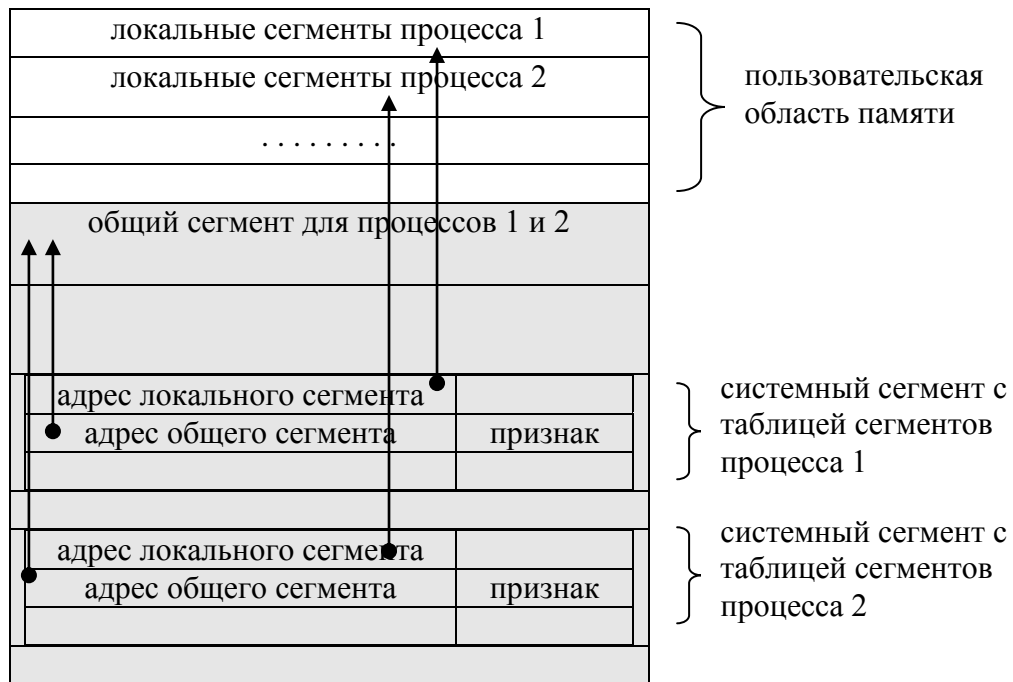 локальные сегменты процесса 1
локальные сегменты процесса 2
. . . . . . . . .
пользовательская
область памяти
общий сегмент для процессов 1 и 2
адрес локального сегмента
адрес общего сегмента признак
системный сегмент с
таблицей сегментов
процесса 1
адрес локального сегмента
адрес общего сегмента признак
системный сегмент с
таблицей сегментов
процесса 2